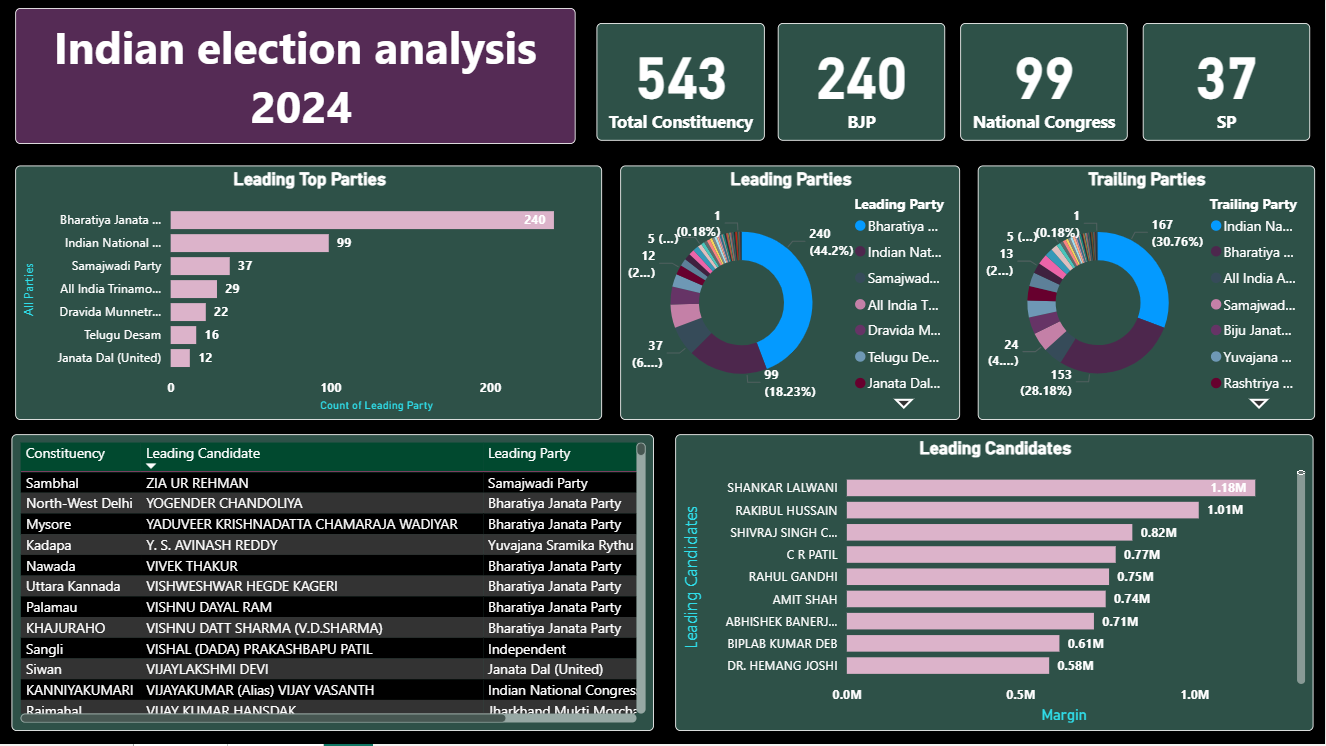 Indian election analysis
2024
543
Total Constituency
240
BJP
99
National Congress
37
SP
Leading Top Parties
All Parties
Bharatiya Janata ...
240
Indian National ...
99
Samajwadi Party
37
All India Trinamo...
29
Dravida Munnetr...
22
Telugu Desam
16
Janata Dal (United)
12
0
100
200
Count of Leading Party
Leading Parties
1
(0.18%)
5 (...)
12
(2...)
37
(6....)
240
(44.2%)
99
(18.23%)
Leading Party
Bharatiya ...
Indian Nat...
Samajwad...
All India T...
Dravida M...
Telugu De...
Janata Dal...
Trailing Parties
1
(0.18%)
5 (...)
13
(2...)
24
(4....)
167
(30.76%)
153
(28.18%)
Trailing Party
Indian Na...
Bharatiya ...
All India A...
Samajwad...
Biju Janat...
Yuvajana ...
Rashtriya ...
Constituency Leading Candidate Leading Party
Sambhal ZIA UR REHMAN Samajwadi Party
North-West Delhi YOGENDER CHANDOLIYA Bharatiya Janata Party
Mysore YADUVEER KRISHNADATTA CHAMARAJA WADIYAR Bharatiya Janata Party
Kadapa Y. S. AVINASH REDDY Yuvajana Sramika Rythu
Nawada VIVEK THAKUR Bharatiya Janata Party
Uttara Kannada VISHWESHWAR HEGDE KAGERI Bharatiya Janata Party
Palamau VISHNU DAYAL RAM Bharatiya Janata Party
KHAJURAHO VISHNU DATT SHARMA (V.D.SHARMA) Bharatiya Janata Party
Sangli VISHAL (DADA) PRAKASHBAPU PATIL Independent
Siwan VIJAYLAKSHMI DEVI Janata Dal (United)
KANNIYAKUMARI VIJAYAKUMAR (Alias) VIJAY VASANTH Indian National Congres
Rajmahal VIJAY KUMAR HANSDAK Jharkhand Mukti Morcha
Leading Candidates
Leading Candidates
SHANKAR LALWANI
1.18M
RAKIBUL HUSSAIN
1.01M
SHIVRAJ SINGH C...
0.82M
C R PATIL
0.77M
RAHUL GANDHI
0.75M
AMIT SHAH
0.74M
ABHISHEK BANERJ...
0.71M
BIPLAB KUMAR DEB
0.61M
DR. HEMANG JOSHI
0.58M
0.0M
0.5M
1.0M
Margin